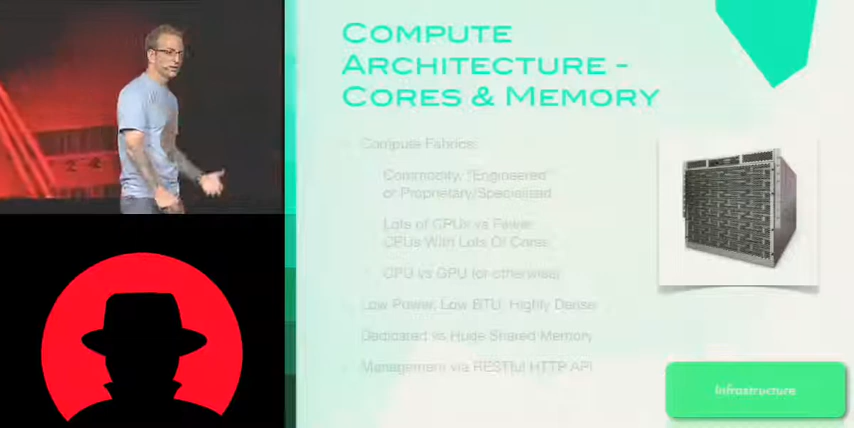 COMPUTE
ARCHITECTURE -
CORES & MEMORY
Compute Fabrics:
Commodity, "Engineered"
or Proprietary/Specialized
Lots of CPUs vs Fewer
CPUs With Lots Of Cores
CPU vs GPU (or otherwise)
Low Power, Low BTU, Highly Dense
Dedicated vs Huge Shared Memory
Management via RESTful HTTP API
Infrastructure